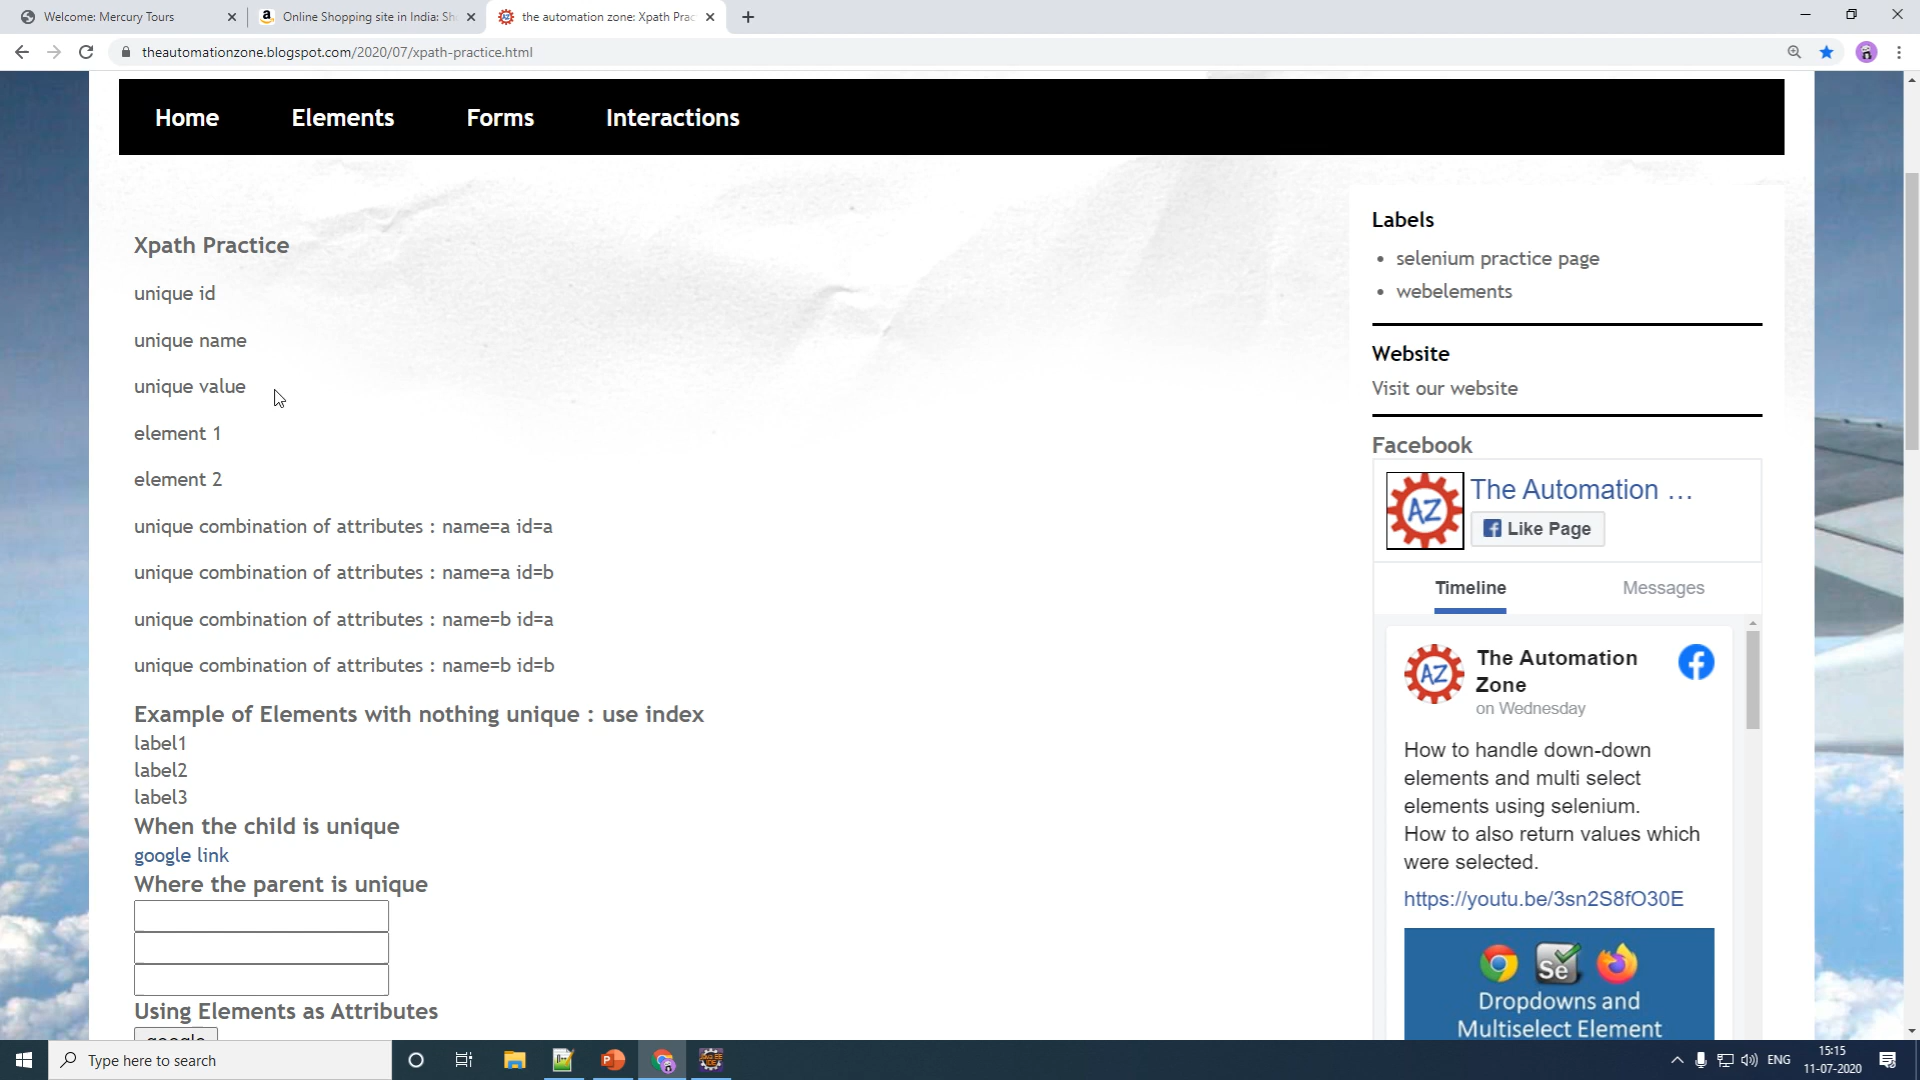 Welcome: Mercury Tours
Online Shopping site in India: Sh
the automation zone: Xpath Prac
theautomationzone.blogspot.com/2020/07/xpath-practice.html
Home Elements Forms Interactions
Xpath Practice
unique id
unique name
unique value
element 1
element 2
unique combination of attributes : name=a id=a
unique combination of attributes : name=a id=b
unique combination of attributes : name=b id=a
unique combination of attributes : name=b id=b
Example of Elements with nothing unique : use index
label1
label2
label3
When the child is unique
google link
Where the parent is unique
Using Elements as Attributes
google
Labels
selenium practice page
webelements
Website
Visit our website
Facebook
AZ
The Automation ...
Like Page
Timeline Messages
AZ
The Automation
Zone
on Wednesday
How to handle down-down
elements and multi select
elements using selenium.
How to also return values which
were selected.
https://youtu.be/3sn2S8fO30E
Se
Dropdowns and
Multiselect Element
Type here to search
ENG
15:15
11-07-2020